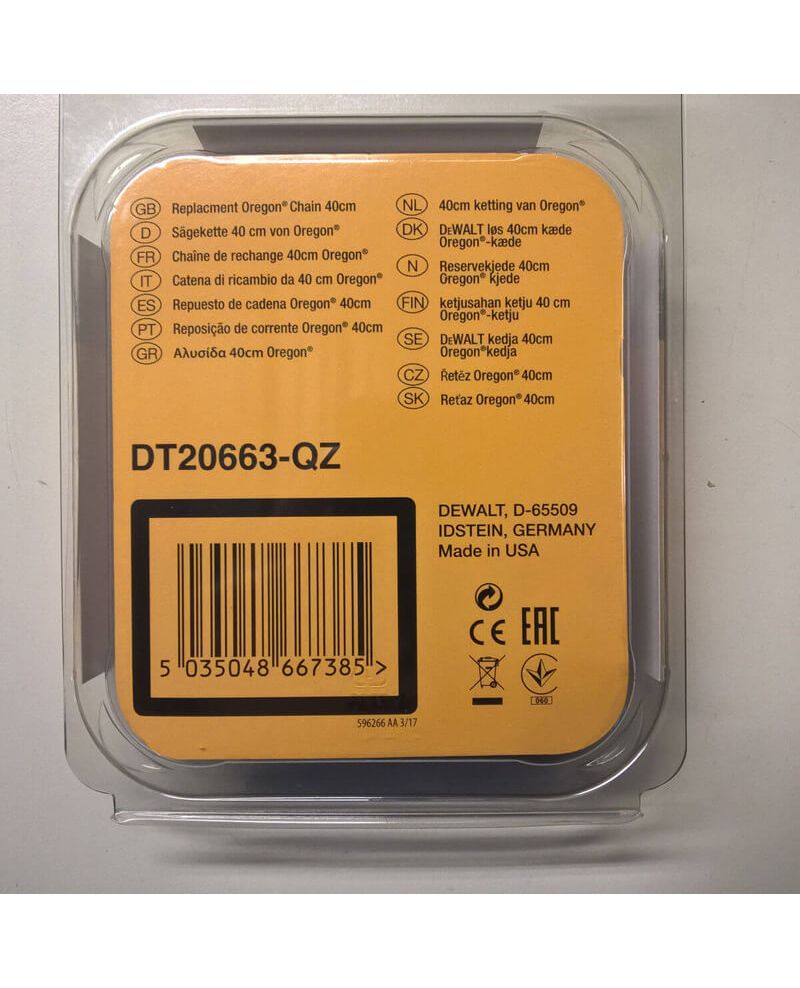 GB Replacment Oregon® Chain 40cm
D Sägekette 40 cm von Oregon®
FR Chaîne de rechange 40cm Oregon®
IT Catena di ricambio da 40 cm Oregon®
ES Repuesto de cadena Oregon® 40cm
PT Reposição de corrente Oregon® 40cm
GR Αλυσίδα 40cm Oregon®
NL 40cm ketting van Oregon®
DK DEWALT løs 40cm kæde
Oregon®-kæde
N Reservekjede 40cm
Oregon® kjede
FIN ketjusahan ketju 40 cm
Oregon®-ketju
SE DEWALT kedja 40cm
Oregon®kedja
CZ Řetěz Oregon® 40cm
SK Reťaz Oregon® 40cm
DT20663-QZ
5 035048 667385 >
596266 AA 3/17
DEWALT, D-65509
IDSTEIN, GERMANY
Made in USA
CE EAC
060